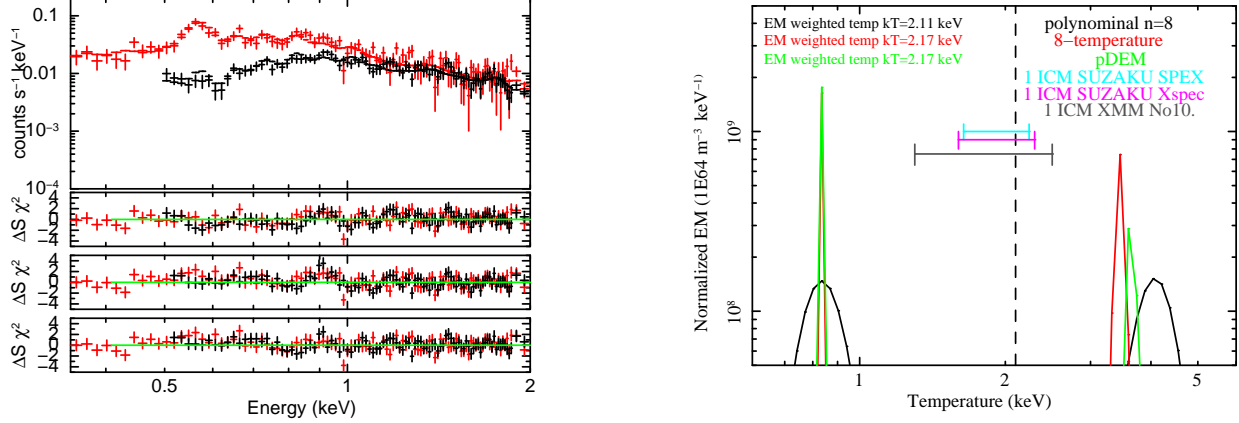 counts s⁻¹ keV⁻¹
0.1
0.01
10⁻³
10⁻⁴
ΔS χ²
4
2
0
−2
−4
ΔS χ²
4
2
0
−2
−4
ΔS χ²
4
2
0
−2
−4
0.5
1
2
Energy (keV)
EM weighted temp kT=2.11 keV
EM weighted temp kT=2.17 keV
EM weighted temp kT=2.17 keV
polynominal n=8
8−temperature
pDEM
1 ICM SUZAKU SPEX
1 ICM SUZAKU Xspec
1 ICM XMM No10.
Normalized EM (1E64 m⁻³ keV⁻¹)
10⁹
10⁸
1
2
5
Temperature (keV)